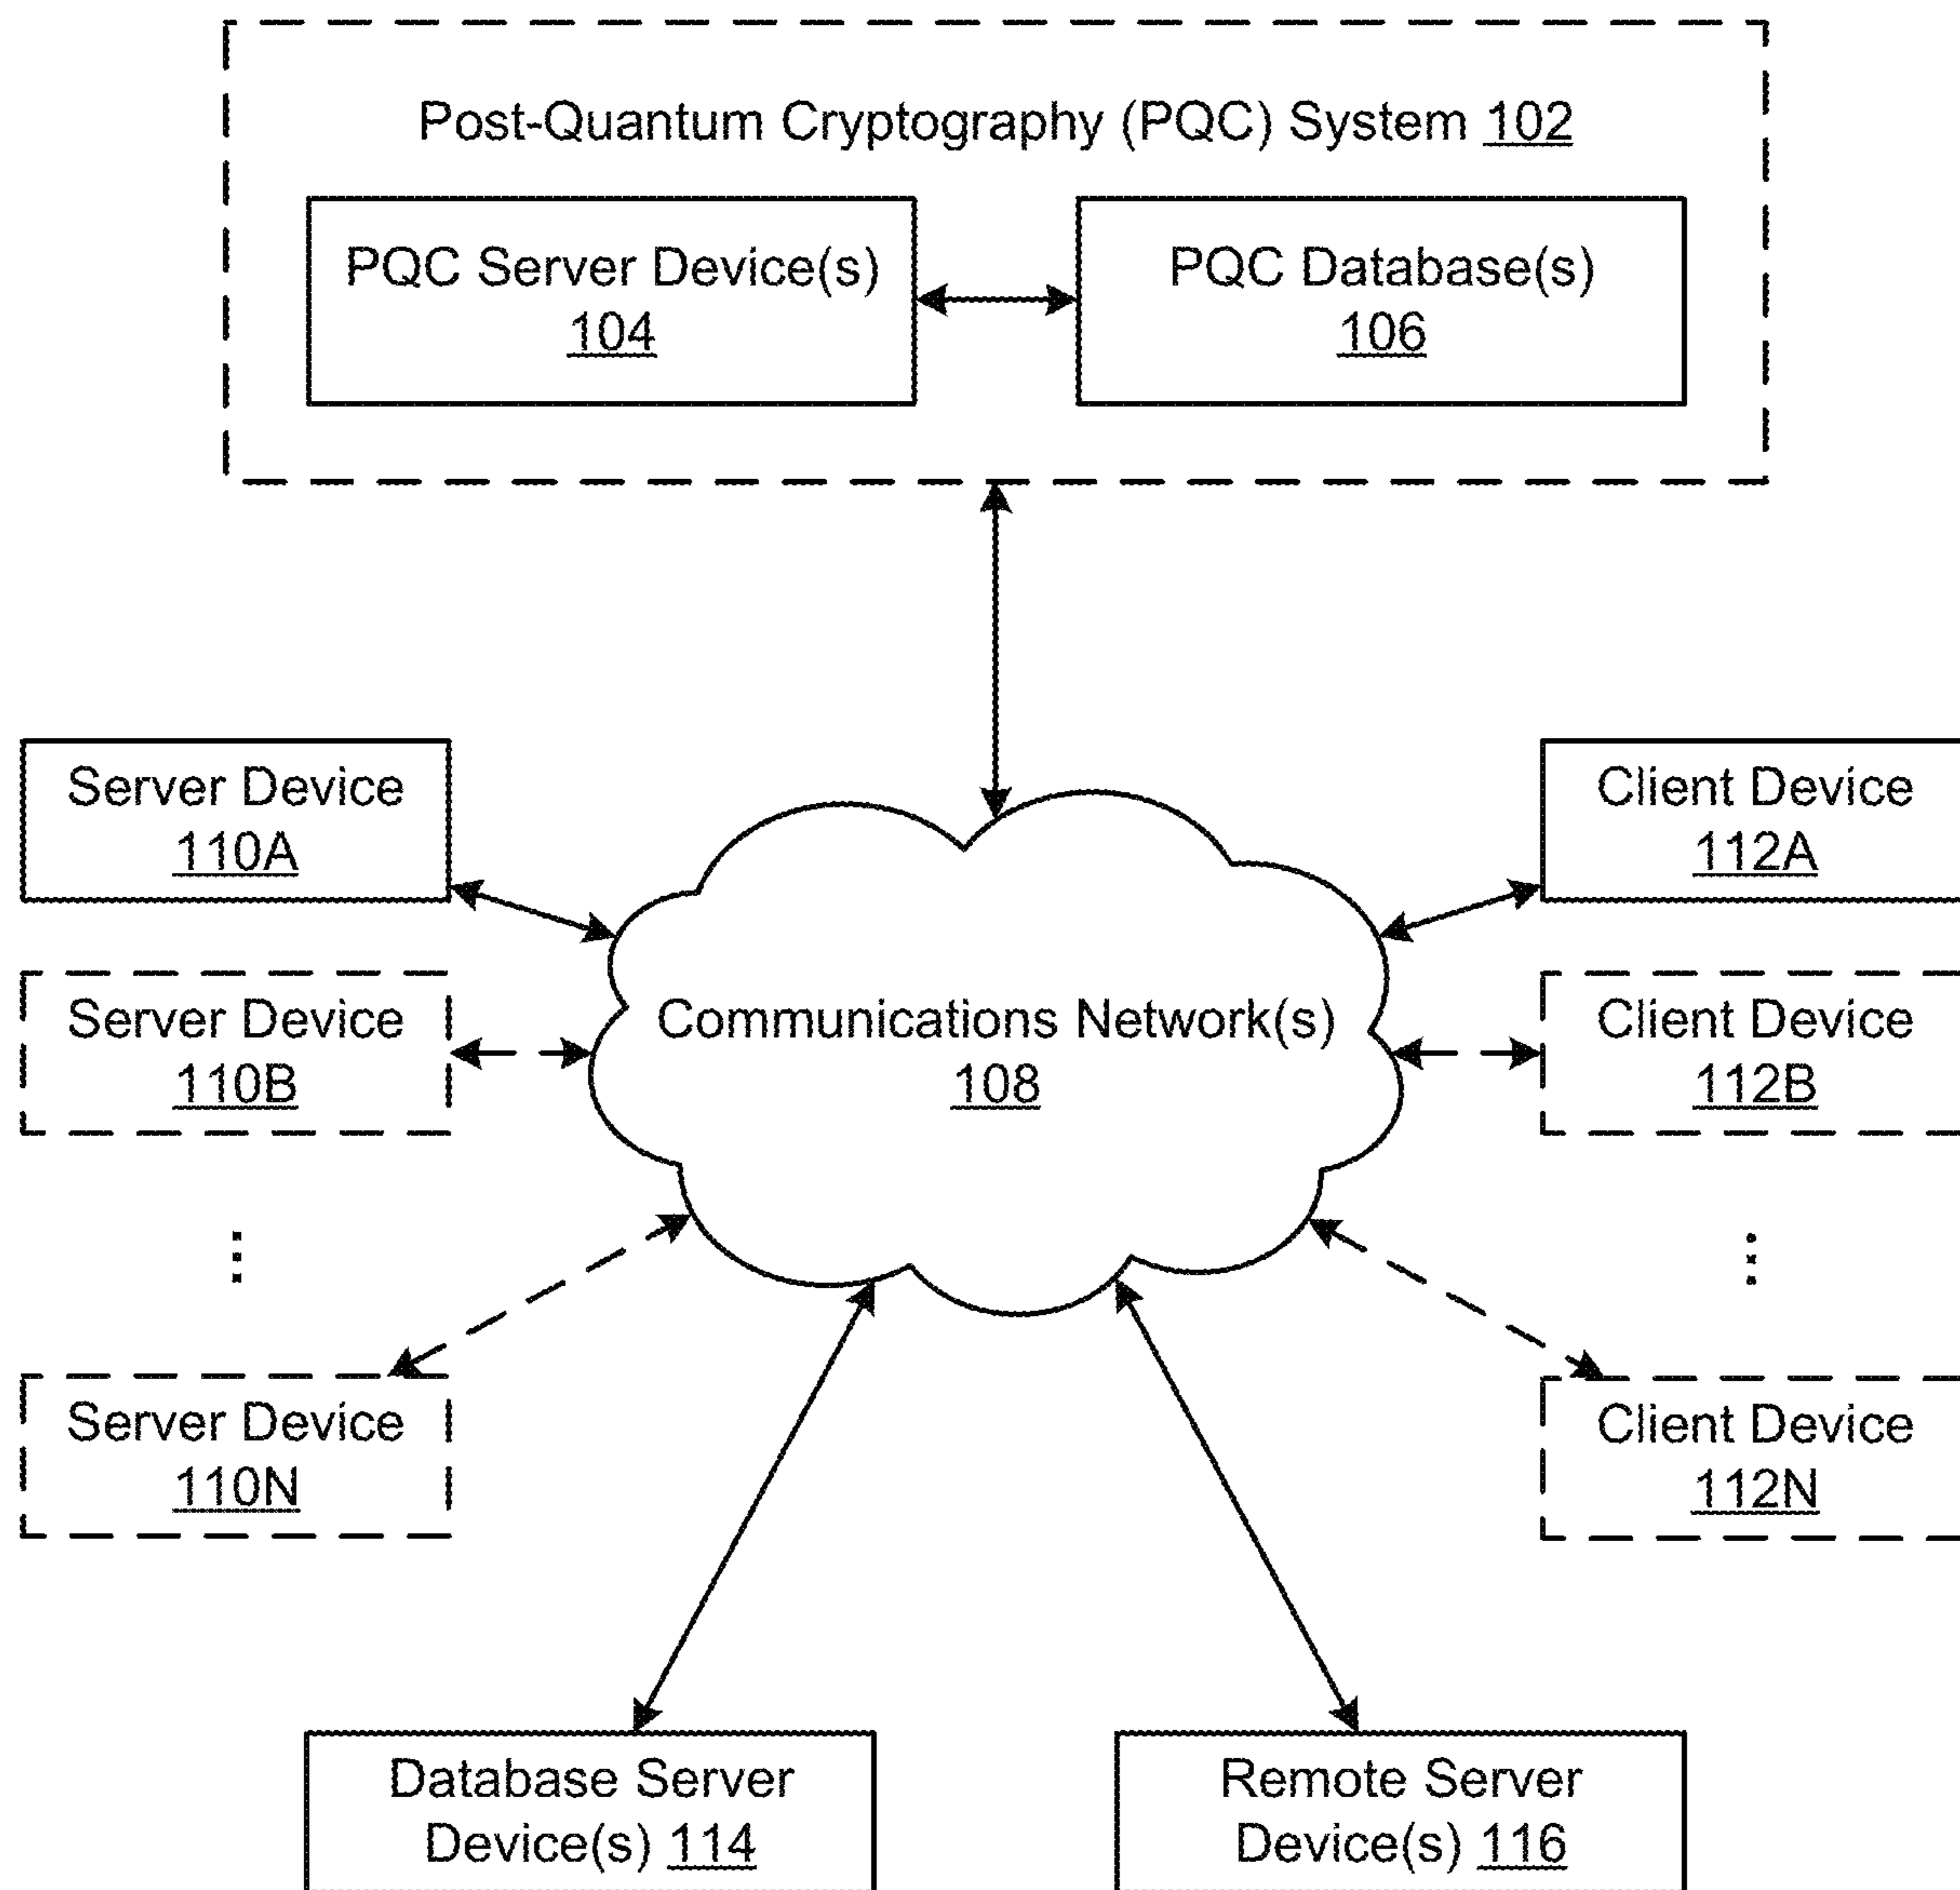 Post-Quantum Cryptography (PQC) System 102
PQC Server Device(s)
104
PQC Database(s)
106
Server Device
110A
Client Device
112A
Communications Network(s)
108
Server Device
110B
Client Device
112B
Server Device
110N
Client Device
112N
Database Server
Device(s) 114
Remote Server
Device(s) 116